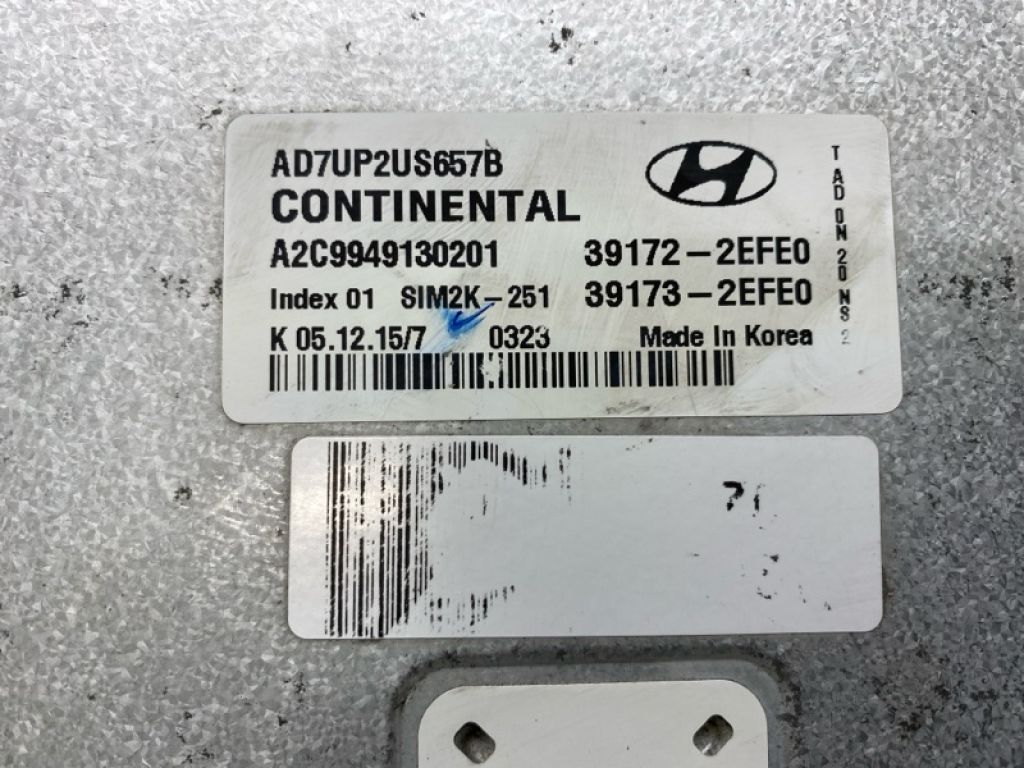 AD7UP2US657B
CONTINENTAL
A2C9949130201 39172-2EFE0
Index 01 SIM2K-251 39173-2EFE0
K 05.12.15/7 0323 Made In Korea
T AD ON 20 NS 2